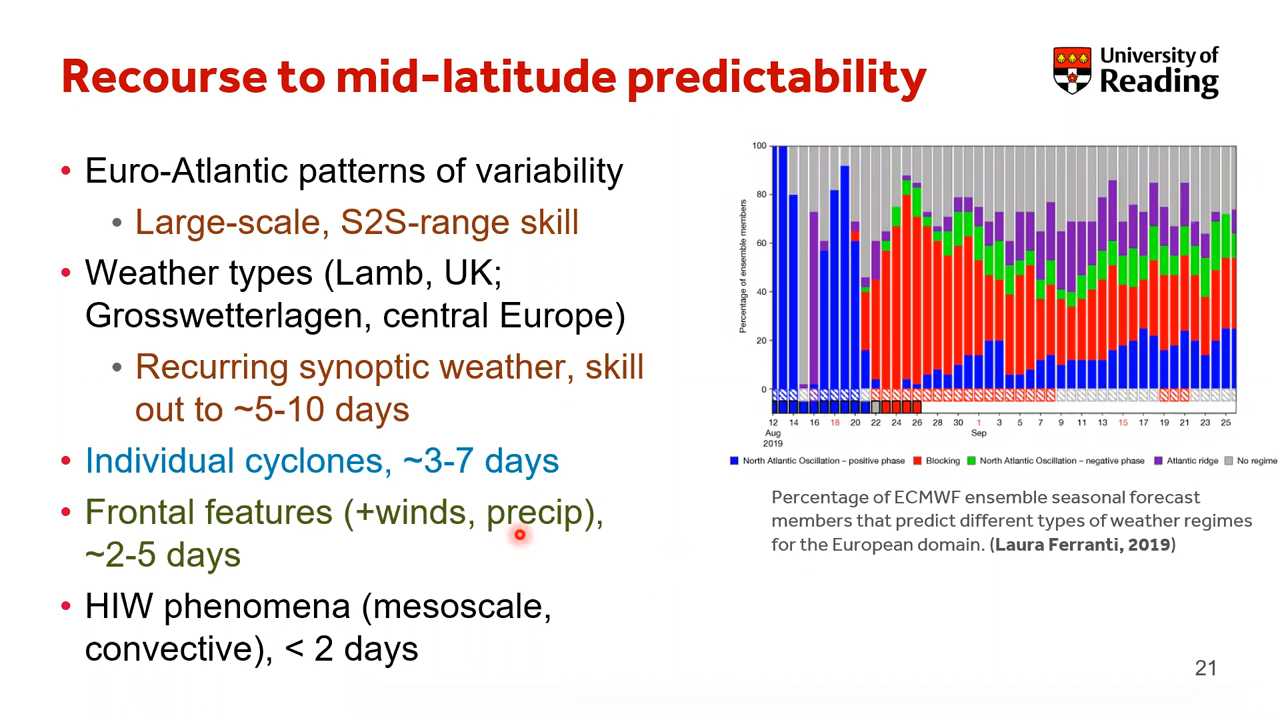 Recourse to mid-latitude predictability
University of
Reading
• Euro-Atlantic patterns of variability
• Large-scale, S2S-range skill
• Weather types (Lamb, UK;
Grosswetterlagen, central Europe)
• Recurring synoptic weather, skill
out to ~5-10 days
• Individual cyclones, ~3-7 days
• Frontal features (+winds, precip),
~2-5 days
• HIW phenomena (mesoscale,
convective), < 2 days
Percentage of ensemble members
100
80
60
40
20
0
12 14 16 18 20 22 24 26 28 30 1 3 5 7 9 11 13 15 17 19 21 23 25
Aug Sep
2019
North Atlantic Oscillation – positive phase Blocking North Atlantic Oscillation – negative phase Atlantic ridge No regime
Percentage of ECMWF ensemble seasonal forecast
members that predict different types of weather regimes
for the European domain. (Laura Ferranti, 2019)
21